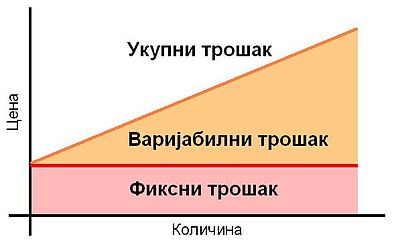 Укупни трошак
Цена
Варијабилни трошак
Фиксни трошак
Количина